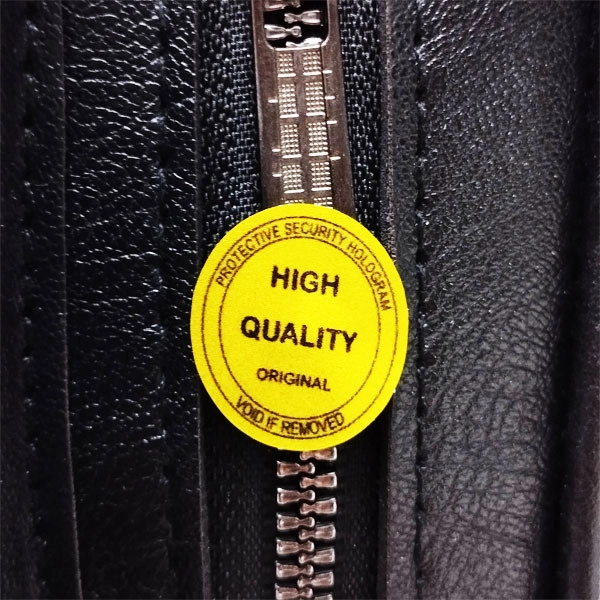 PROTECTIVE SECURITY HOLOGRAM
HIGH
QUALITY
ORIGINAL
VOID IF REMOVED